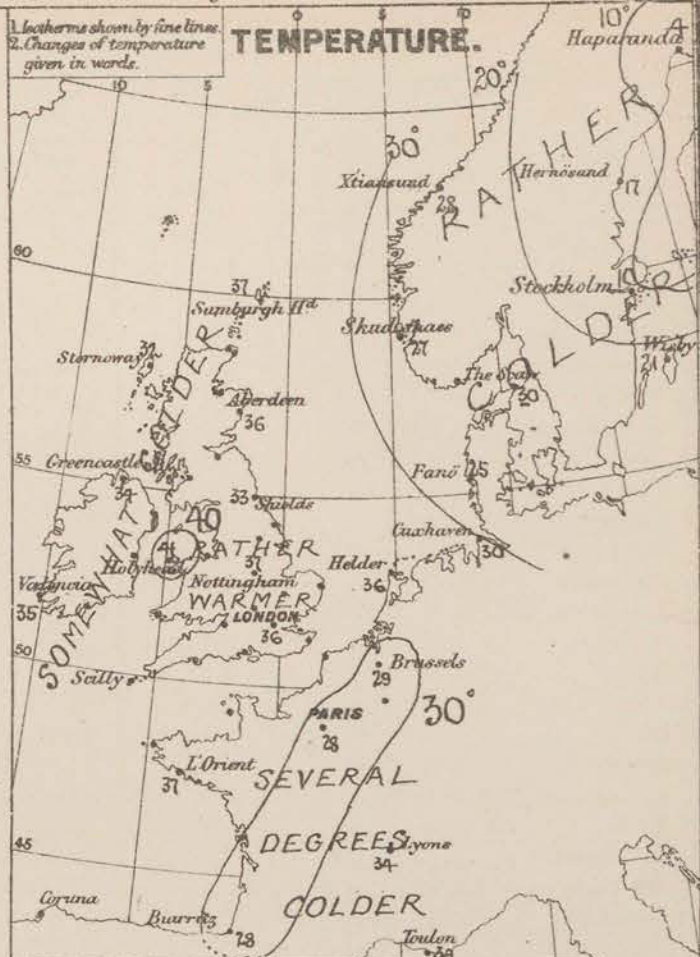 1. Isotherms shown by fine lines.
2. Changes of temperature
given in words.
TEMPERATURE.
0
10
10°
Haparanda
4
10
5
20°
RATHER
30°
Xtiansund
28
Hernösand
17
60
37
Sumburgh Hd
Stockholm
COLDER
Skudesnaes
27
Wisby
21
Stornoway
COLDER
The Skaw
30
Aberdeen
36
55
Greencastle
34
33
Shields
Fanö
25
40
41
RATHER
Cuxhaven
30
Holyhead
37
Nottingham
Helder
36
Valencia
35
SOMEWHAT
WARMER
LONDON
36
50
Scilly
Brussels
29
30°
PARIS
28
L'Orient
37
SEVERAL
DEGREES
Lyons
34
45
Coruna
Biarritz
28
COLDER
Toulon